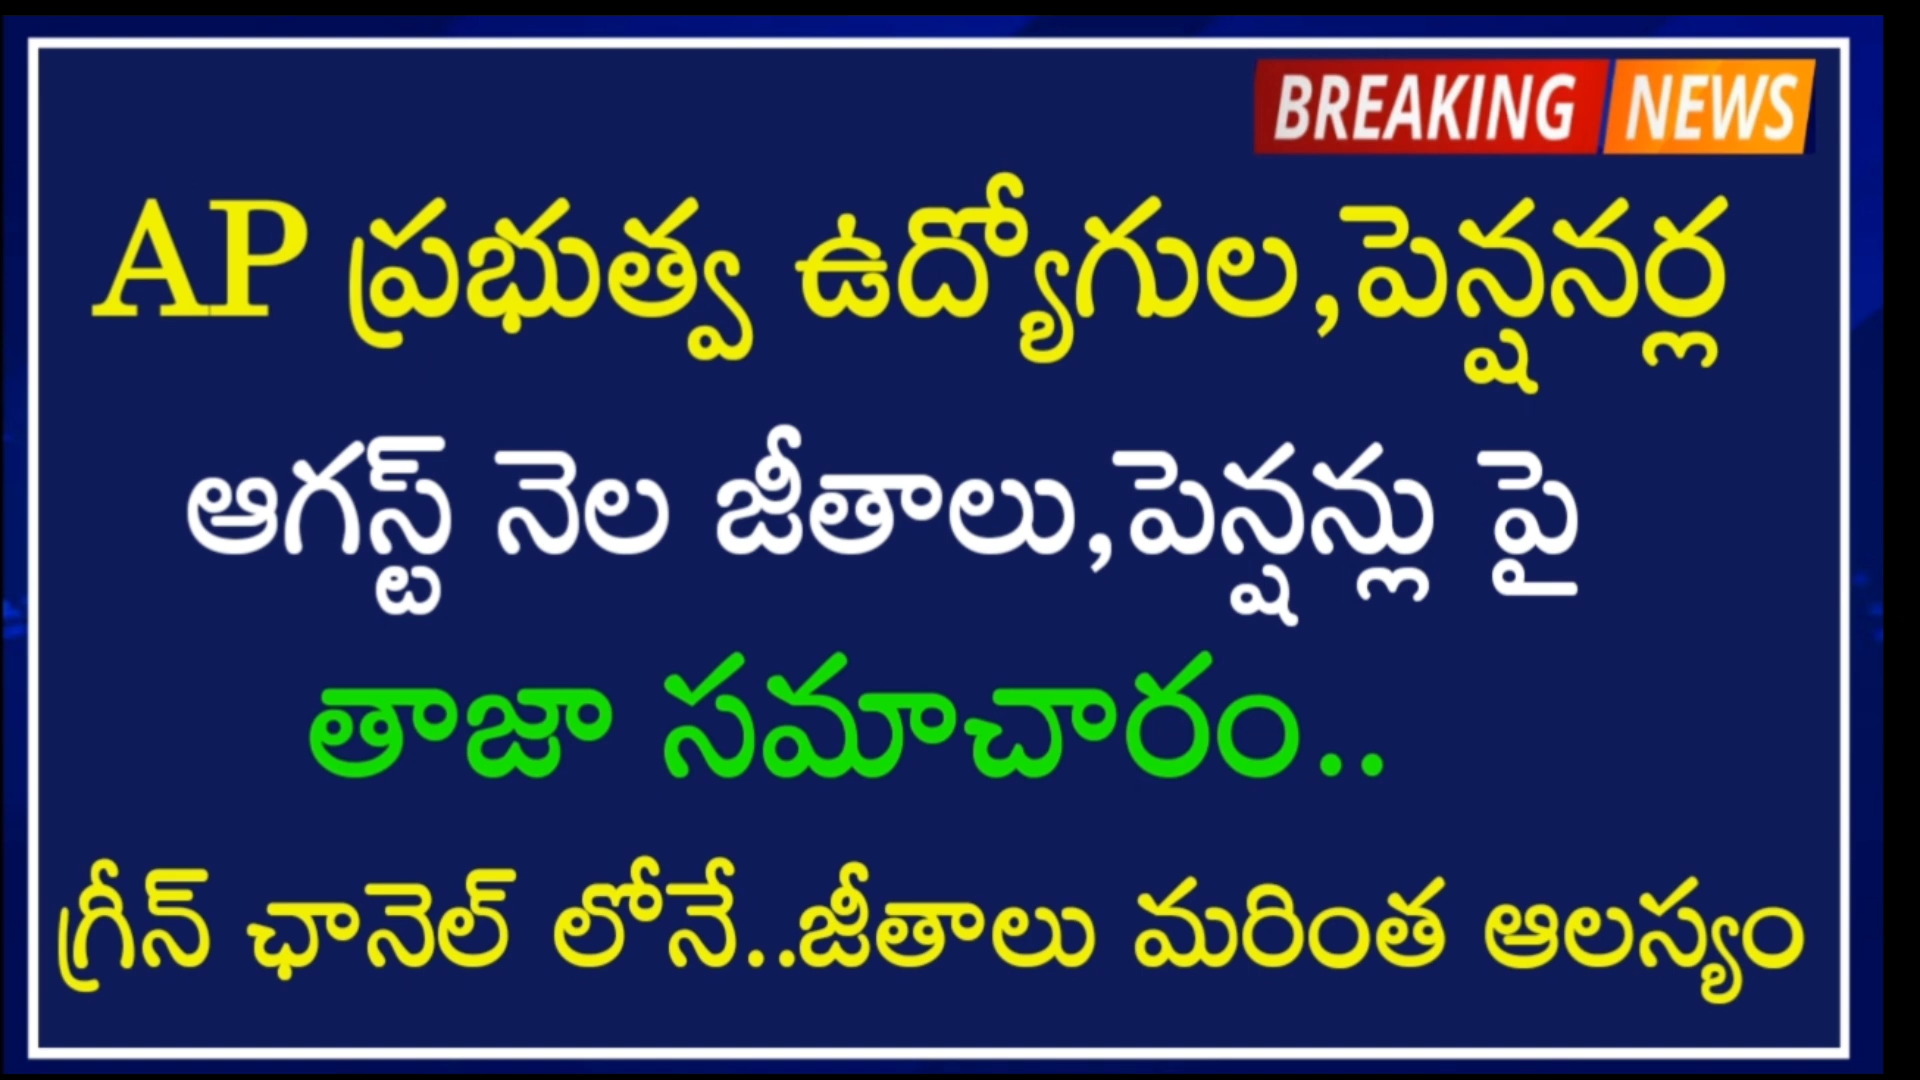 BREAKING NEWS
AP ప్రభుత్వ ఉద్యోగుల,పెన్షనర్ల
ఆగస్ట్ నెల జీతాలు,పెన్షన్లు పై
తాజా సమాచారం..
గ్రీన్ ఛానెల్ లోనే..జీతాలు మరింత ఆలస్యం